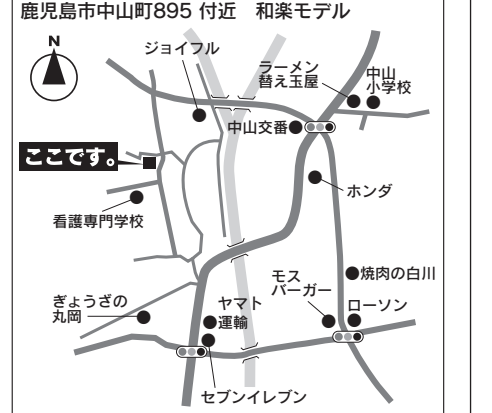 鹿児島市中山町895 付近　和楽モデル
N
ジョイフル
ラーメン
替え玉屋
中山
小学校
中山交番
ここです。
ホンダ
看護専門学校
モス
バーガー
焼肉の白川
ぎょうざの
丸岡
ヤマト
運輸
ローソン
セブンイレブン